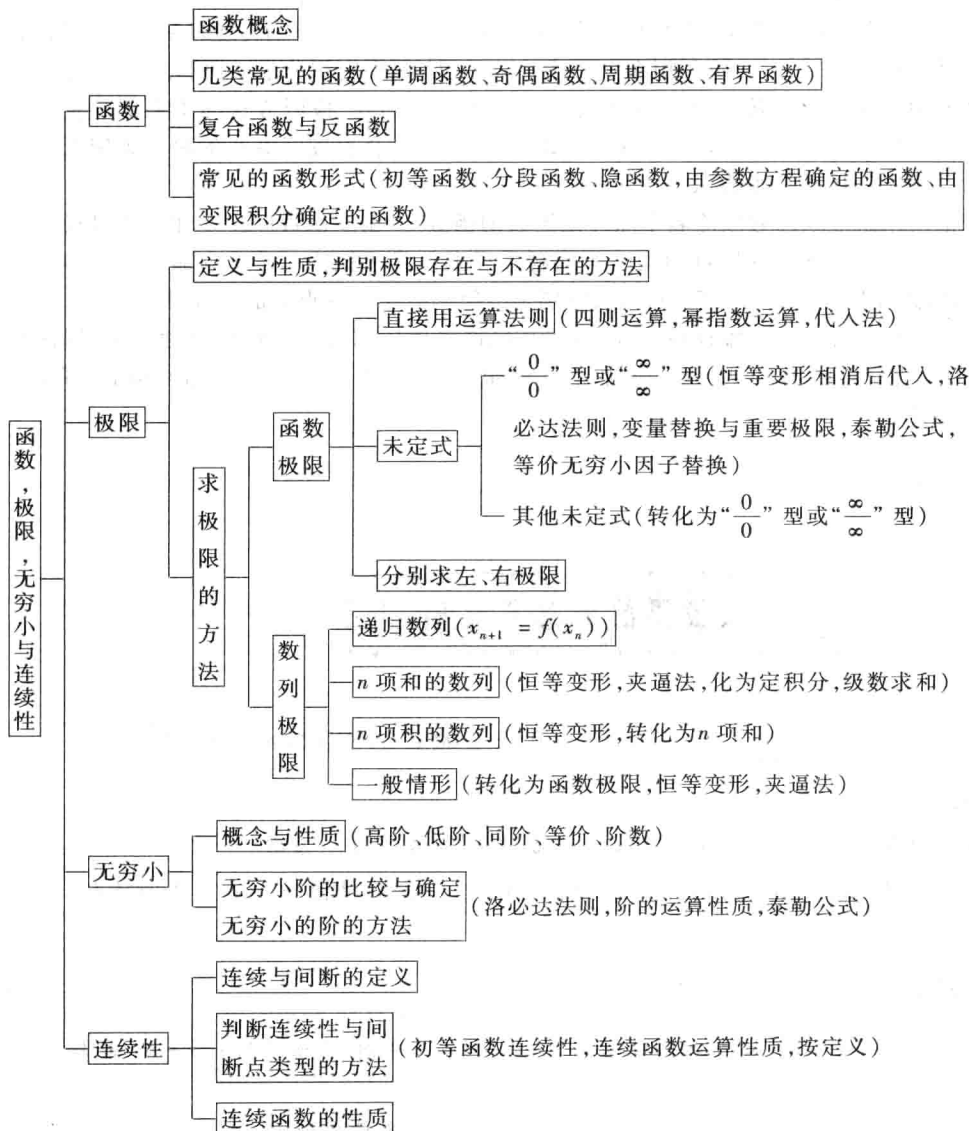 函数,极限,无穷小与连续性
函数
函数概念
几类常见的函数(单调函数、奇偶函数、周期函数、有界函数)
复合函数与反函数
常见的函数形式(初等函数、分段函数、隐函数,由参数方程确定的函数、由
变限积分确定的函数)
极限
定义与性质,判别极限存在与不存在的方法
求极限的方法
函数
极限
直接用运算法则(四则运算,幂指数运算,代入法)
未定式
“0/0”型或“∞/∞”型(恒等变形相消后代入,洛
必达法则,变量替换与重要极限,泰勒公式,
等价无穷小因子替换)
其他未定式(转化为“0/0”型或“∞/∞”型)
分别求左、右极限
数列极限
递归数列(xₙ₊₁ = f(xₙ))
n 项和的数列(恒等变形,夹逼法,化为定积分,级数求和)
n 项积的数列(恒等变形,转化为n 项和)
一般情形(转化为函数极限,恒等变形,夹逼法)
无穷小
概念与性质(高阶、低阶、同阶、等价、阶数)
无穷小阶的比较与确定
无穷小的阶的方法
(洛必达法则,阶的运算性质,泰勒公式)
连续性
连续与间断的定义
判断连续性与间
断点类型的方法
(初等函数连续性,连续函数运算性质,按定义)
连续函数的性质